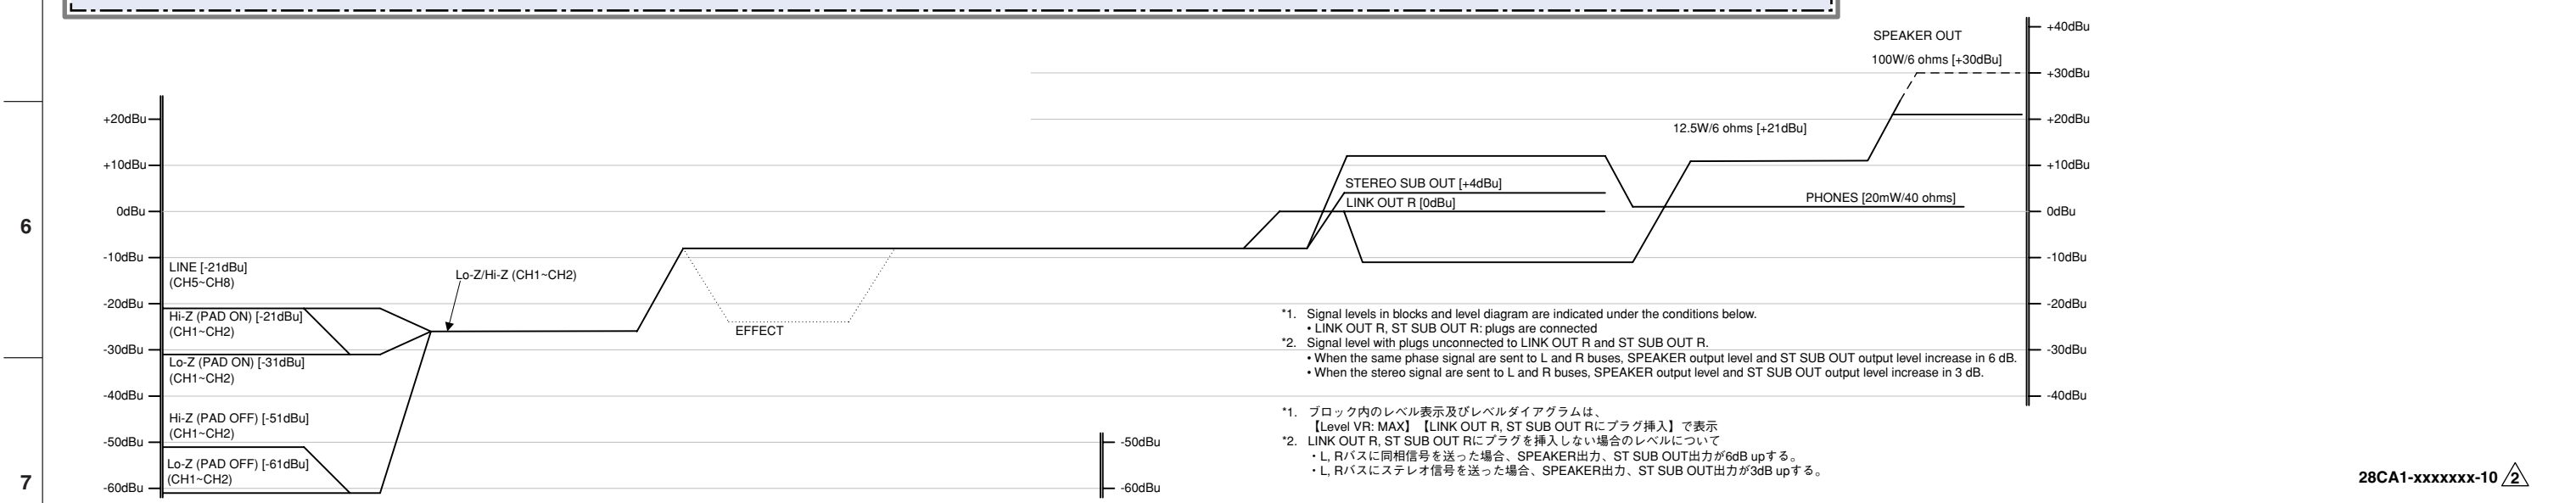 6
7
+20dBu
+10dBu
0dBu
-10dBu
-20dBu
-30dBu
-40dBu
-50dBu
-60dBu
LINE [-21dBu]
(CH5~CH8)
Hi-Z (PAD ON) [-21dBu]
(CH1~CH2)
Lo-Z (PAD ON) [-31dBu]
(CH1~CH2)
Hi-Z (PAD OFF) [-51dBu]
(CH1~CH2)
Lo-Z (PAD OFF) [-61dBu]
(CH1~CH2)
Lo-Z/Hi-Z (CH1~CH2)
EFFECT
-50dBu
-60dBu
STEREO SUB OUT [+4dBu]
LINK OUT R [0dBu]
12.5W/6 ohms [+21dBu]
SPEAKER OUT
100W/6 ohms [+30dBu]
PHONES [20mW/40 ohms]
+40dBu
+30dBu
+20dBu
+10dBu
0dBu
-10dBu
-20dBu
-30dBu
-40dBu
*1. Signal levels in blocks and level diagram are indicated under the conditions below.
• LINK OUT R, ST SUB OUT R: plugs are connected
*2. Signal level with plugs unconnected to LINK OUT R and ST SUB OUT R.
• When the same phase signal are sent to L and R buses, SPEAKER output level and ST SUB OUT output level increase in 6 dB.
• When the stereo signal are sent to L and R buses, SPEAKER output level and ST SUB OUT output level increase in 3 dB.
*1. ブロック内のレベル表示及びレベルダイアグラムは、
【Level VR: MAX】【LINK OUT R, ST SUB OUT Rにプラグ挿入】で表示
*2. LINK OUT R, ST SUB OUT Rにプラグを挿入しない場合のレベルについて
・L, Rバスに同相信号を送った場合、SPEAKER出力、ST SUB OUT出力が6dB upする。
・L, Rバスにステレオ信号を送った場合、SPEAKER出力、ST SUB OUT出力が3dB upする。
28CA1-xxxxxxx-10 2